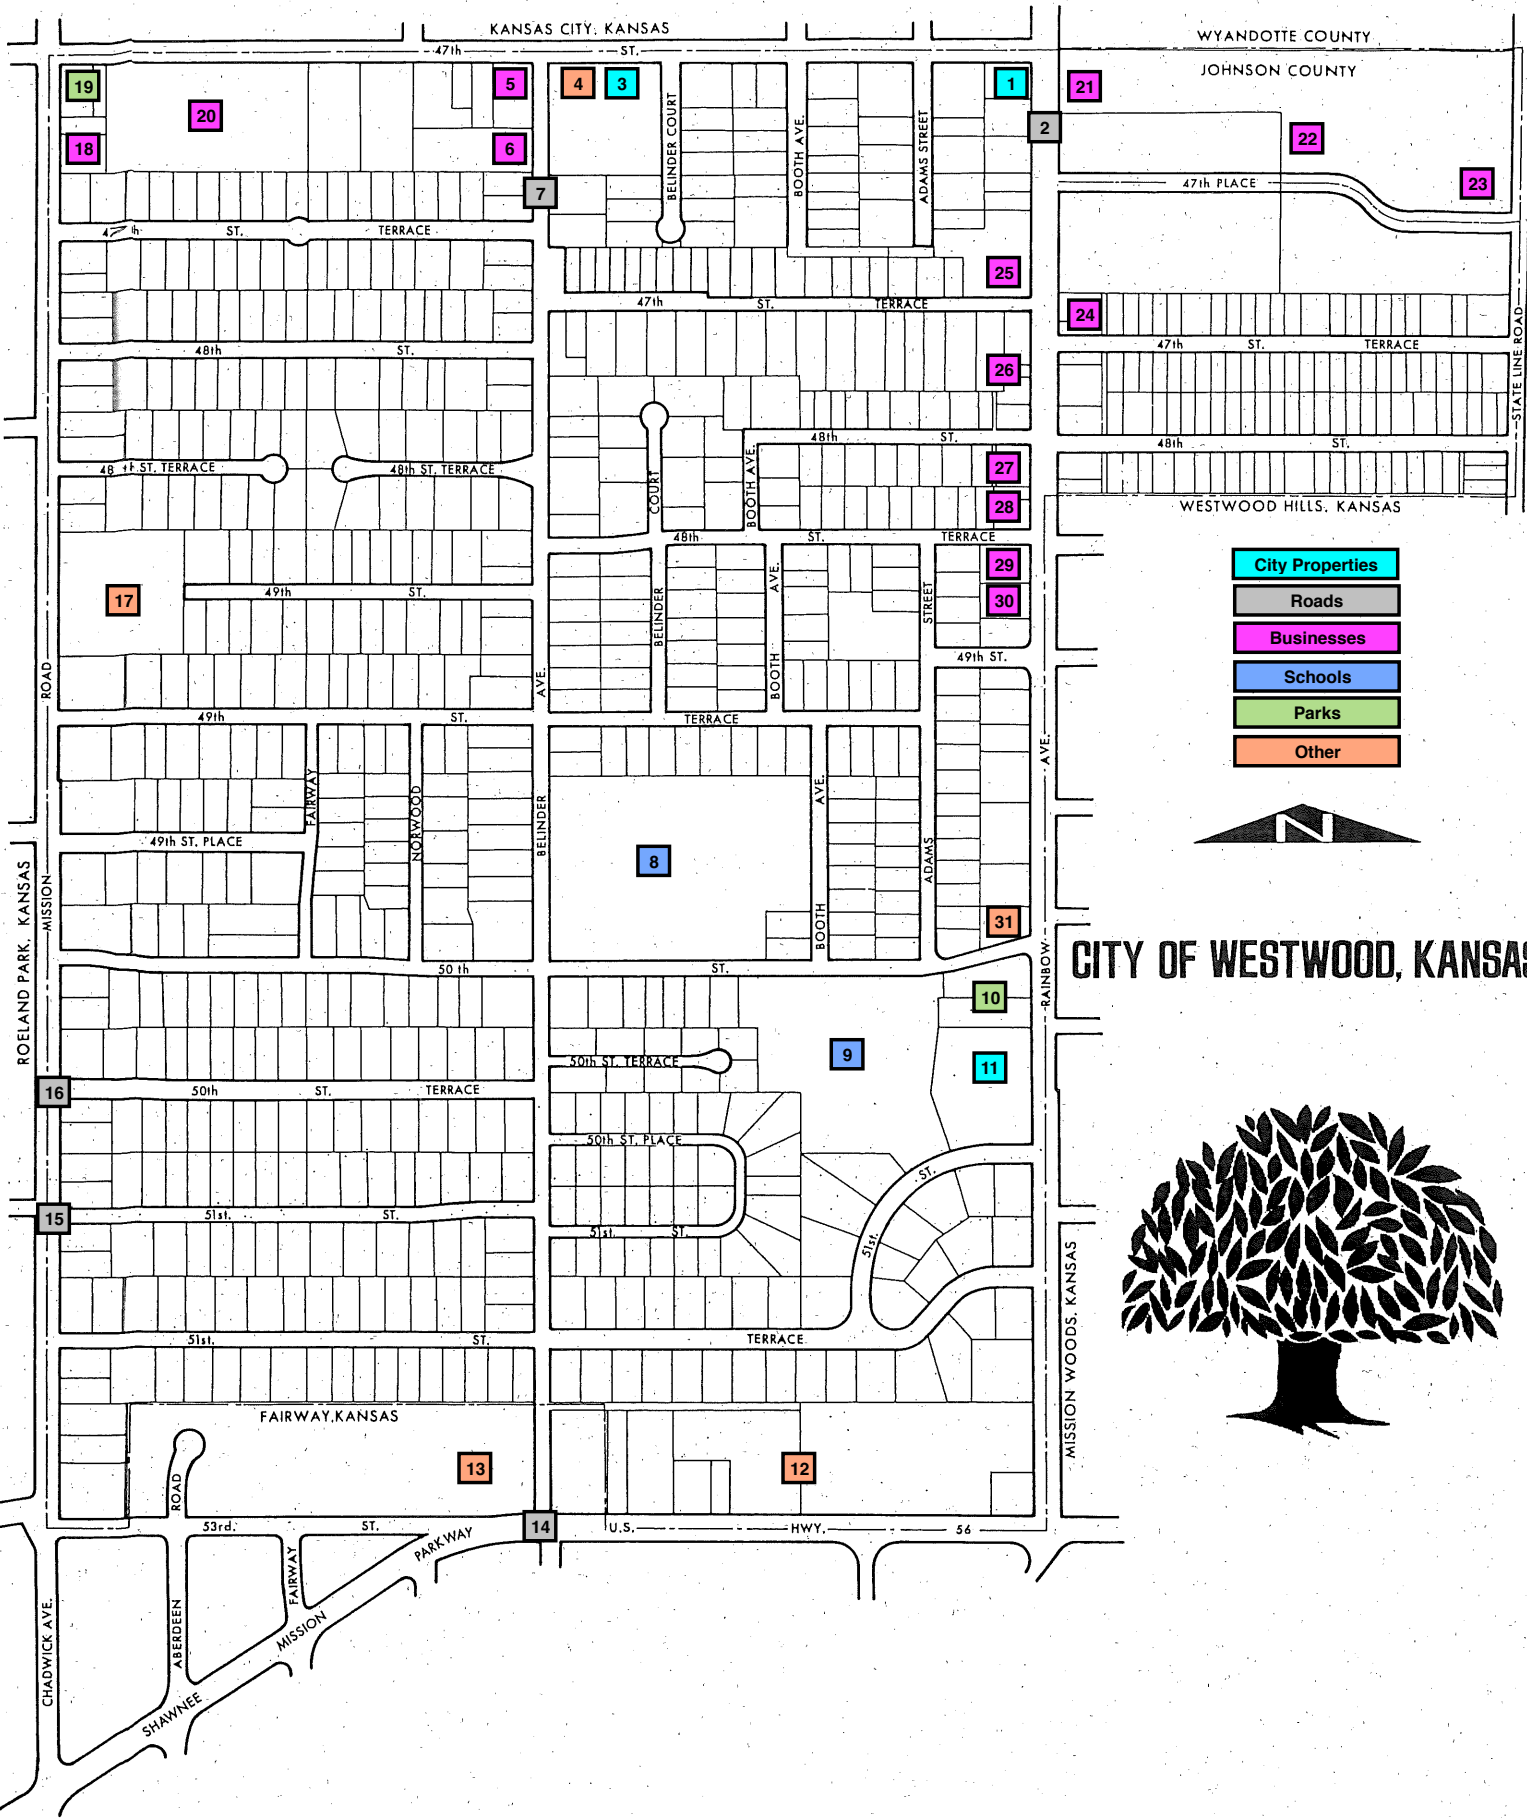 KANSAS CITY, KANSAS
47th ST.
WYANDOTTE COUNTY
JOHNSON COUNTY
19
20
18
5
6
4
3
1
21
2
22
23
7
BELINDER COURT
BOOTH AVE.
ADAMS STREET
47th PLACE
47th ST. TERRACE
25
47th ST. TERRACE
24
47th ST. TERRACE
STATE LINE ROAD
48th ST.
26
48th ST.
48th ST.
27
28
COURT
BOOTH AVE.
48th ST. TERRACE
48th ST. TERRACE
WESTWOOD HILLS, KANSAS
48th ST. TERRACE
29
30
17
49th ST.
BELINDER
BOOTH AVE.
STREET
49th ST.
City Properties
Roads
Businesses
Schools
Parks
Other
N
ROAD
AVE.
49th ST.
TERRACE
AVE.
FAIRWAY
NORWOOD
BELINDER
AVE.
BOOTH
ADAMS
49th ST. PLACE
8
31
ROELAND PARK, KANSAS
MISSION
50th ST.
RAINBOW
CITY OF WESTWOOD, KANSAS
10
9
11
50th ST. TERRACE
16
50th ST. TERRACE
50th ST. PLACE
15
51st. ST.
51st. ST.
51st. ST.
51st. ST.
TERRACE
MISSION WOODS, KANSAS
FAIRWAY, KANSAS
13
12
ROAD
14
53rd. ST.
U.S. HWY. 56
PARKWAY
FAIRWAY
CHADWICK AVE.
ABERDEEN
MISSION
SHAWNEE